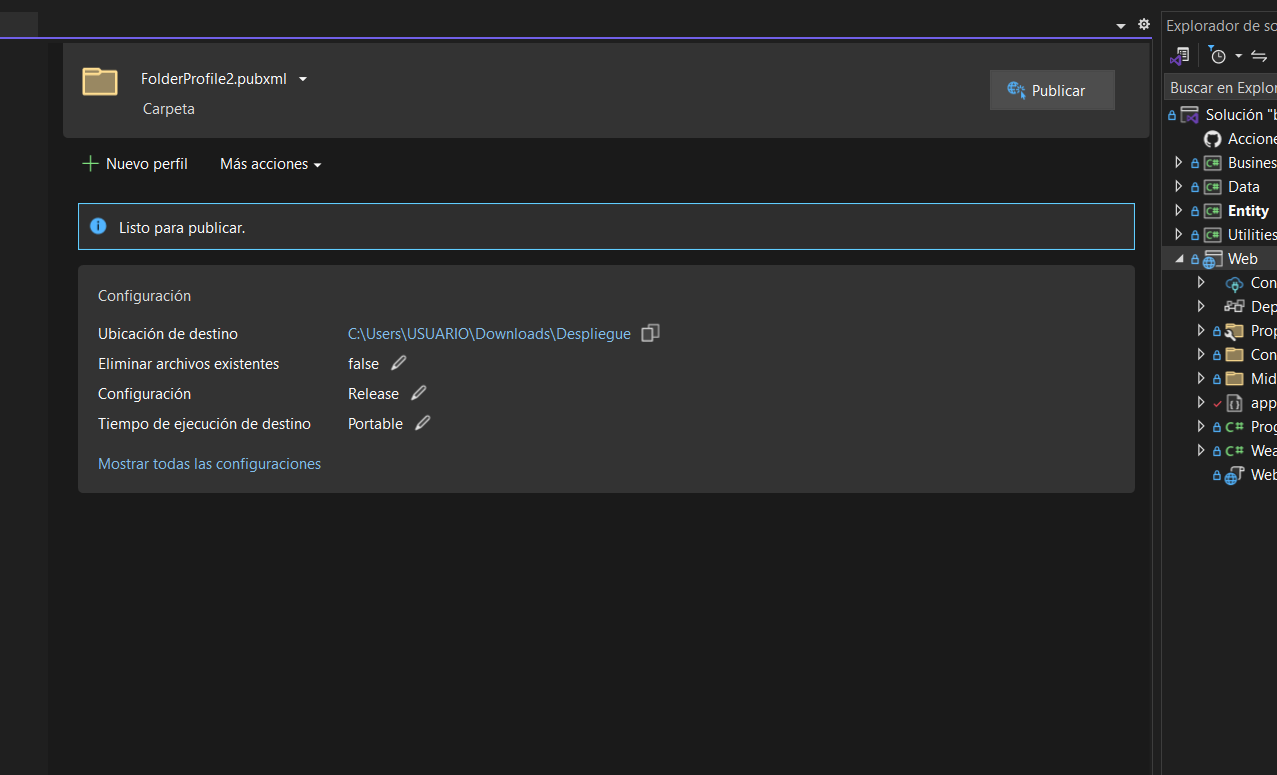 FolderProfile2.pubxml
Carpeta
Publicar
Nuevo perfil
Más acciones
Listo para publicar.
Configuración
Ubicación de destino C:\Users\USUARIO\Downloads\Despliegue
Eliminar archivos existentes false
Configuración Release
Tiempo de ejecución de destino Portable
Mostrar todas las configuraciones
Explorador de so
Buscar en Explor
Solución "b
Accione
Busines
Data
Entity
Utilities
Web
Con
Dep
Prop
Con
Mid
app
Prog
Wea
Web